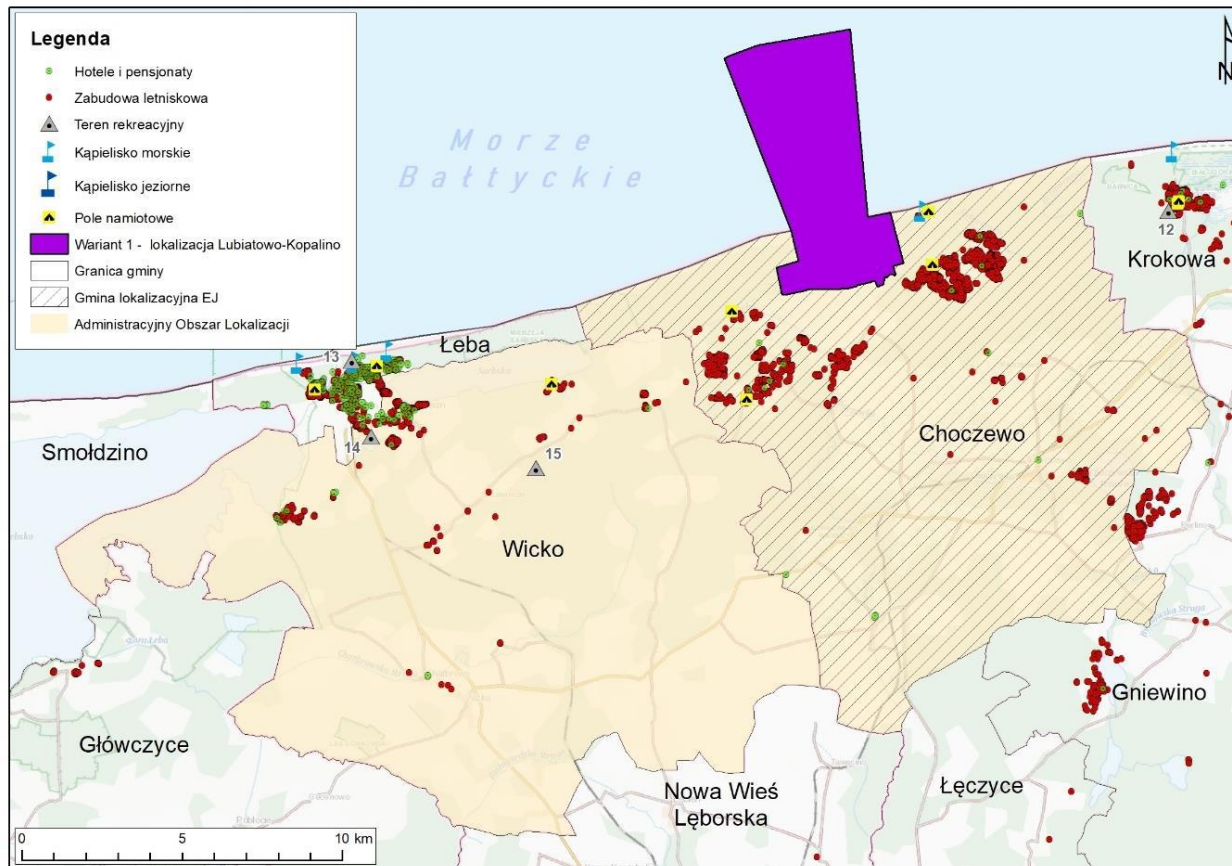 Legenda
Hotele i pensjonaty
Zabudowa letniskowa
Teren rekreacyjny
Kąpielisko morskie
Kąpielisko jeziorne
Pole namiotowe
Wariant 1 - lokalizacja Lubiatowo-Kopalino
Granica gminy
Gmina lokalizacyjna EJ
Administracyjny Obszar Lokalizacji
N
Morze
Bałtyckie
12
Krokowa
Łeba
13
14
15
Smołdzino
Choczewo
Wicko
Gniewino
Główczyce
Nowa Wieś
Lęborska
Łęczyce
0 5 10 km